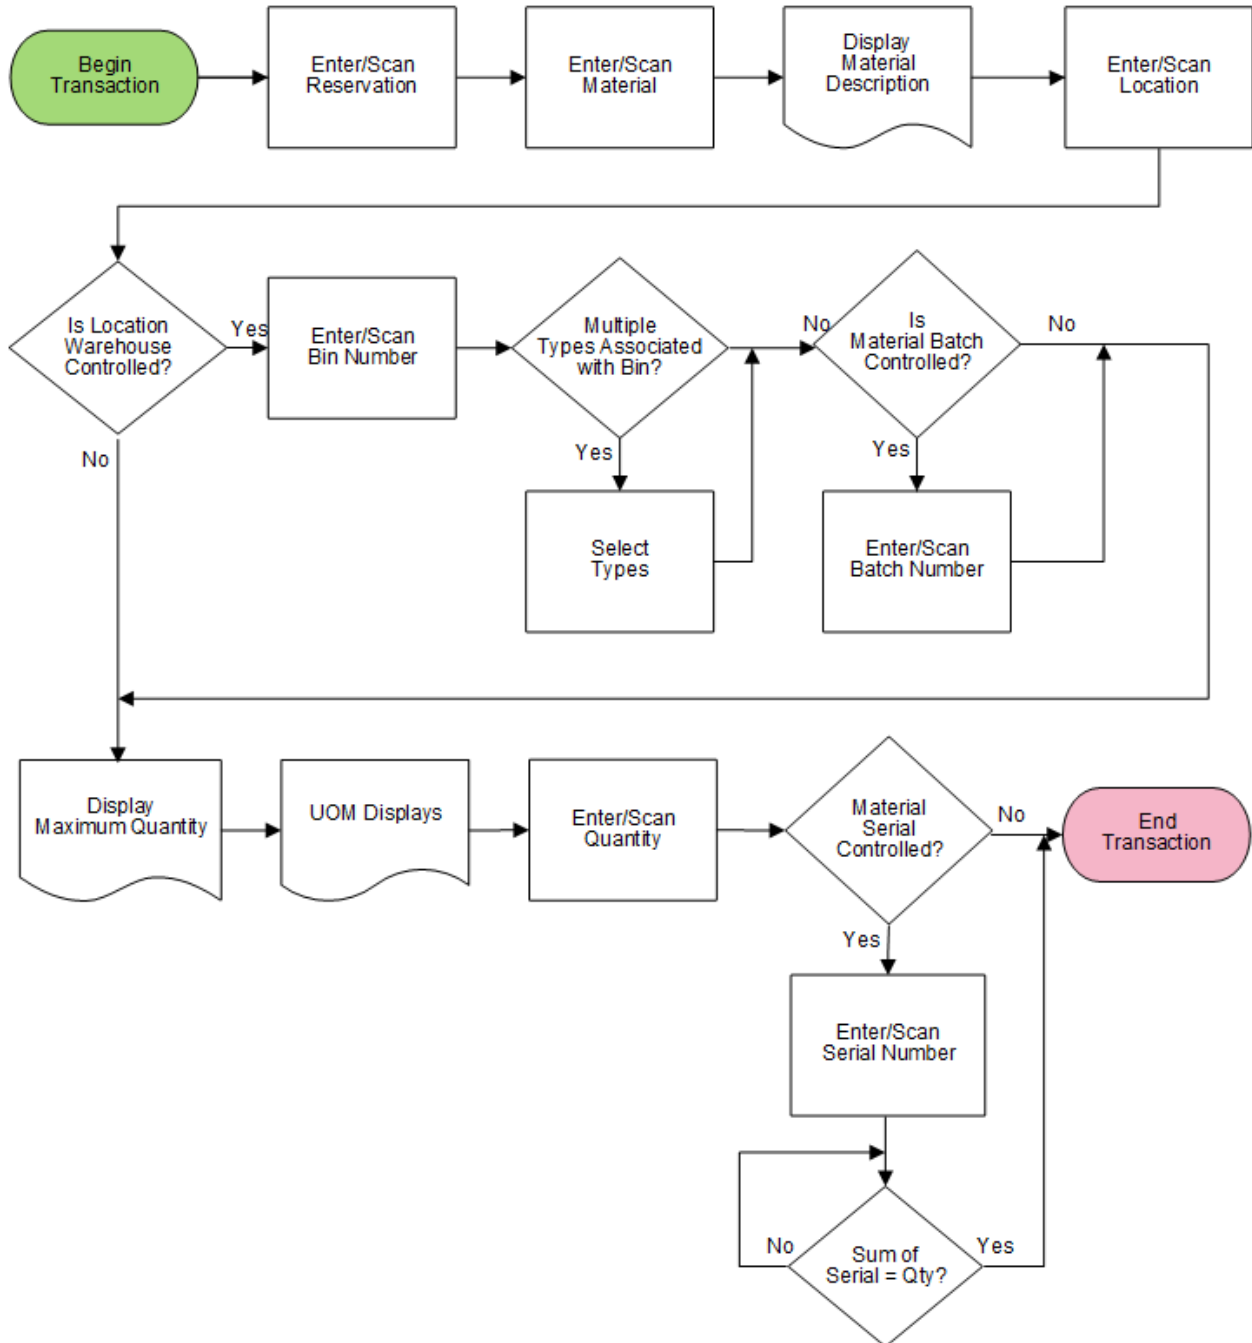 Begin
Transaction
Enter/Scan
Reservation
Enter/Scan
Material
Display
Material
Description
Enter/Scan
Location
Is Location
Warehouse
Controlled?
Yes
Enter/Scan
Bin Number
Multiple
Types Associated
with Bin?
No
Is
Material Batch
Controlled?
No
No
Yes
Yes
Select
Types
Enter/Scan
Batch Number
Display
Maximum Quantity
UOM Displays
Enter/Scan
Quantity
Material
Serial
Controlled?
No
End
Transaction
Yes
Enter/Scan
Serial Number
No
Sum of
Serial = Qty?
Yes